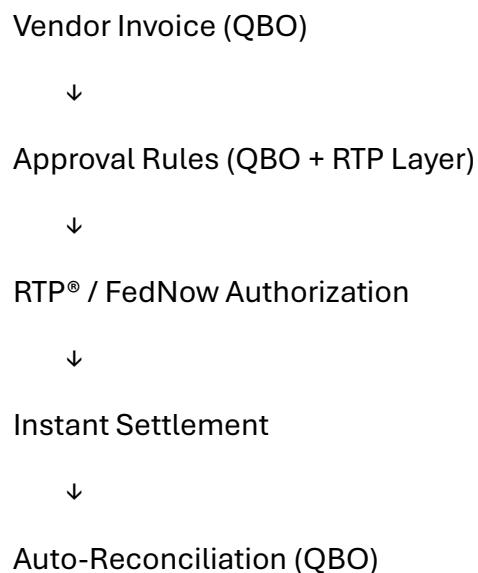 Vendor Invoice (QBO)
↓
Approval Rules (QBO + RTP Layer)
↓
RTP® / FedNow Authorization
↓
Instant Settlement
↓
Auto-Reconciliation (QBO)